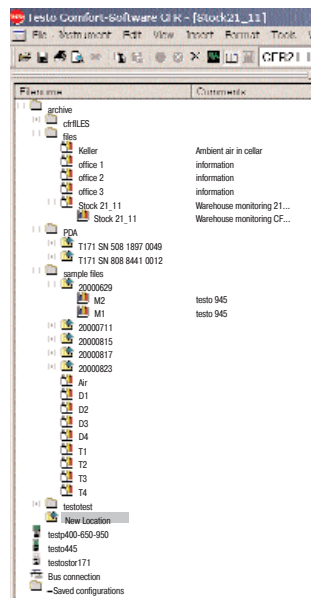 Testo Comfort-Software CFR - [Stock21_11]
File Instrument Edit View Insert Format Tools
CFR21
Filename Comments
archive
cfrfILES
files
Keller Ambient air in cellar
office 1 information
office 2 information
office 3 information
Stock 21_11 Warehouse monitoring 21...
Stock 21_11 Warehouse monitoring CF...
PDA
T171 SN 508 1897 0049
T171 SN 808 8441 0012
sample files
20000629
M2 testo 945
M1 testo 945
20000711
20000815
20000817
20000823
Air
D1
D2
D3
D4
T1
T2
T3
T4
testotest
New Location
testp400-650-950
testo445
testostor171
Bus connection
–Saved configurations